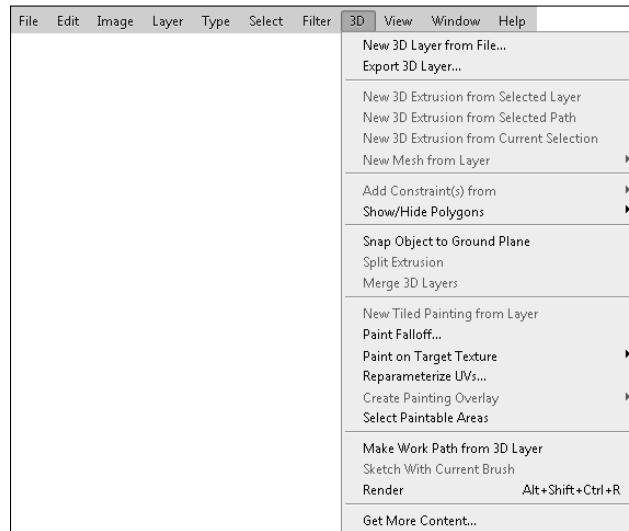 File Edit Image Layer Type Select Filter 3D View Window Help
New 3D Layer from File...
Export 3D Layer...
New 3D Extrusion from Selected Layer
New 3D Extrusion from Selected Path
New 3D Extrusion from Current Selection
New Mesh from Layer
Add Constraint(s) from
Show/Hide Polygons
Snap Object to Ground Plane
Split Extrusion
Merge 3D Layers
New Tiled Painting from Layer
Paint Falloff...
Paint on Target Texture
Reparameterize UVs...
Create Painting Overlay
Select Paintable Areas
Make Work Path from 3D Layer
Sketch With Current Brush
Render Alt+Shift+Ctrl+R
Get More Content...